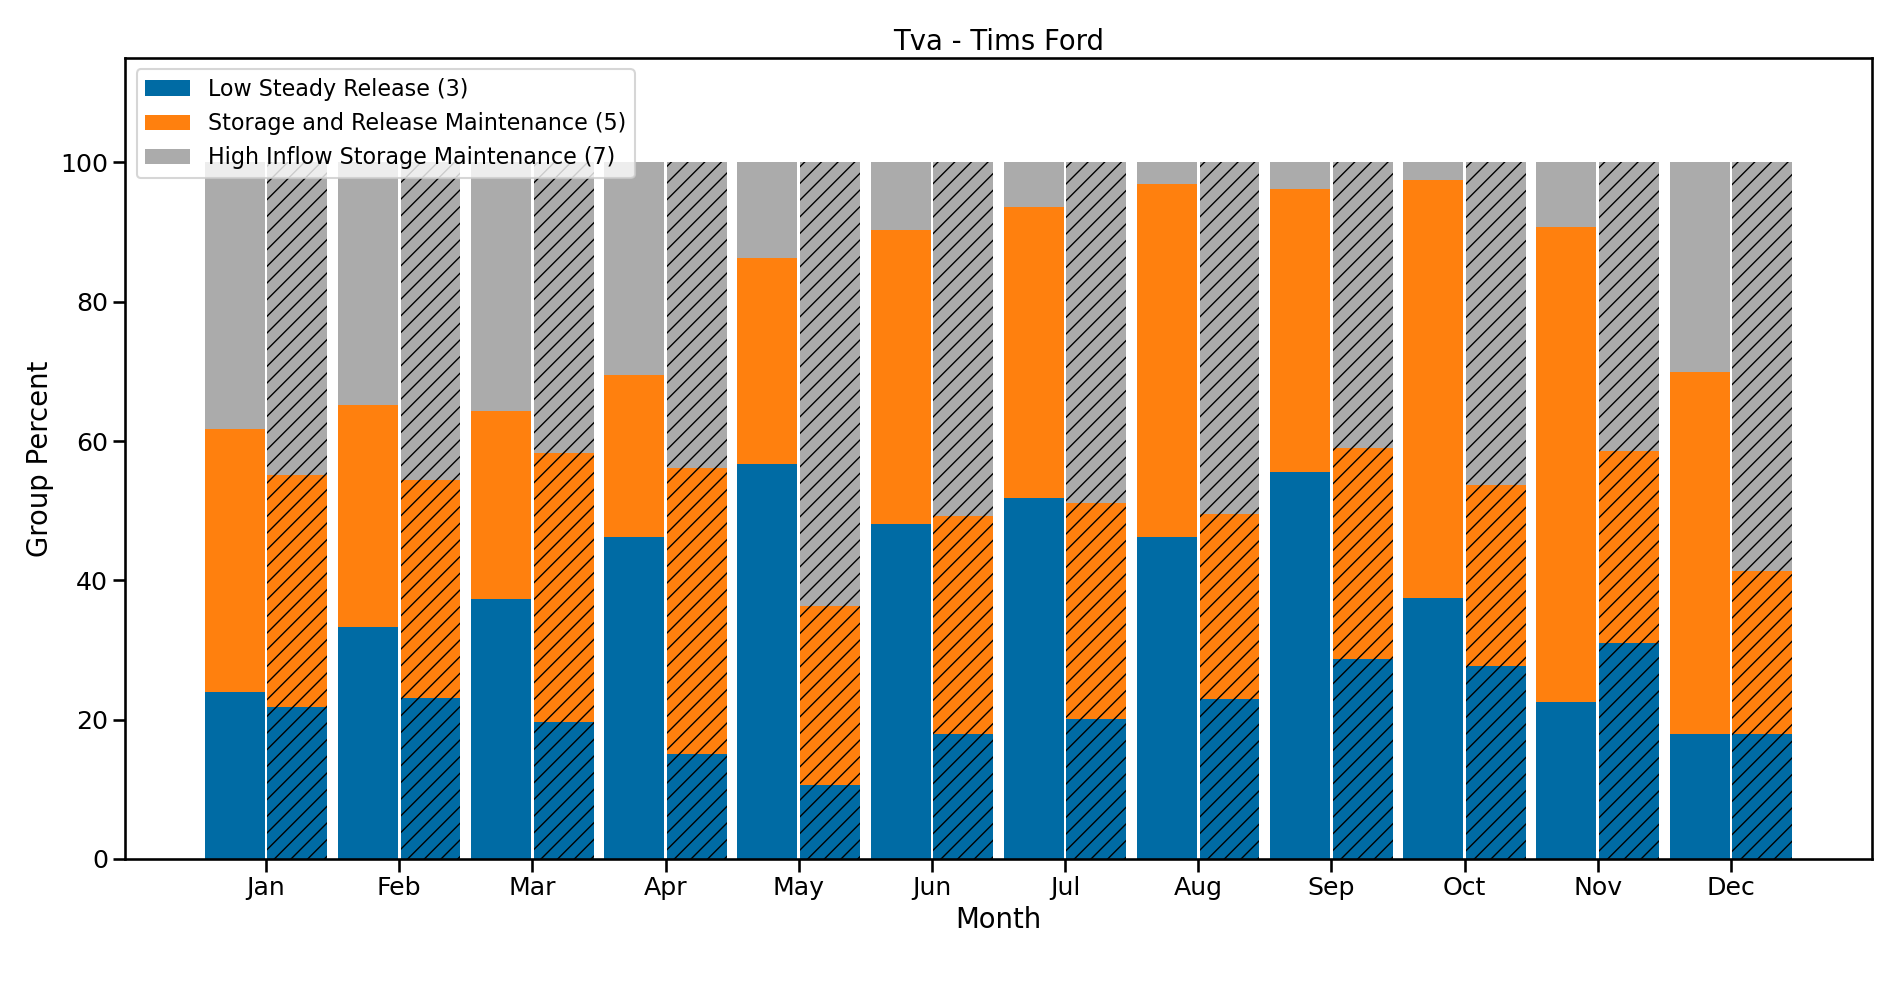 Tva - Tims Ford
Low Steady Release (3)
Storage and Release Maintenance (5)
High Inflow Storage Maintenance (7)
100
80
60
40
20
0
Group Percent
Jan Feb Mar Apr May Jun Jul Aug Sep Oct Nov Dec
Month